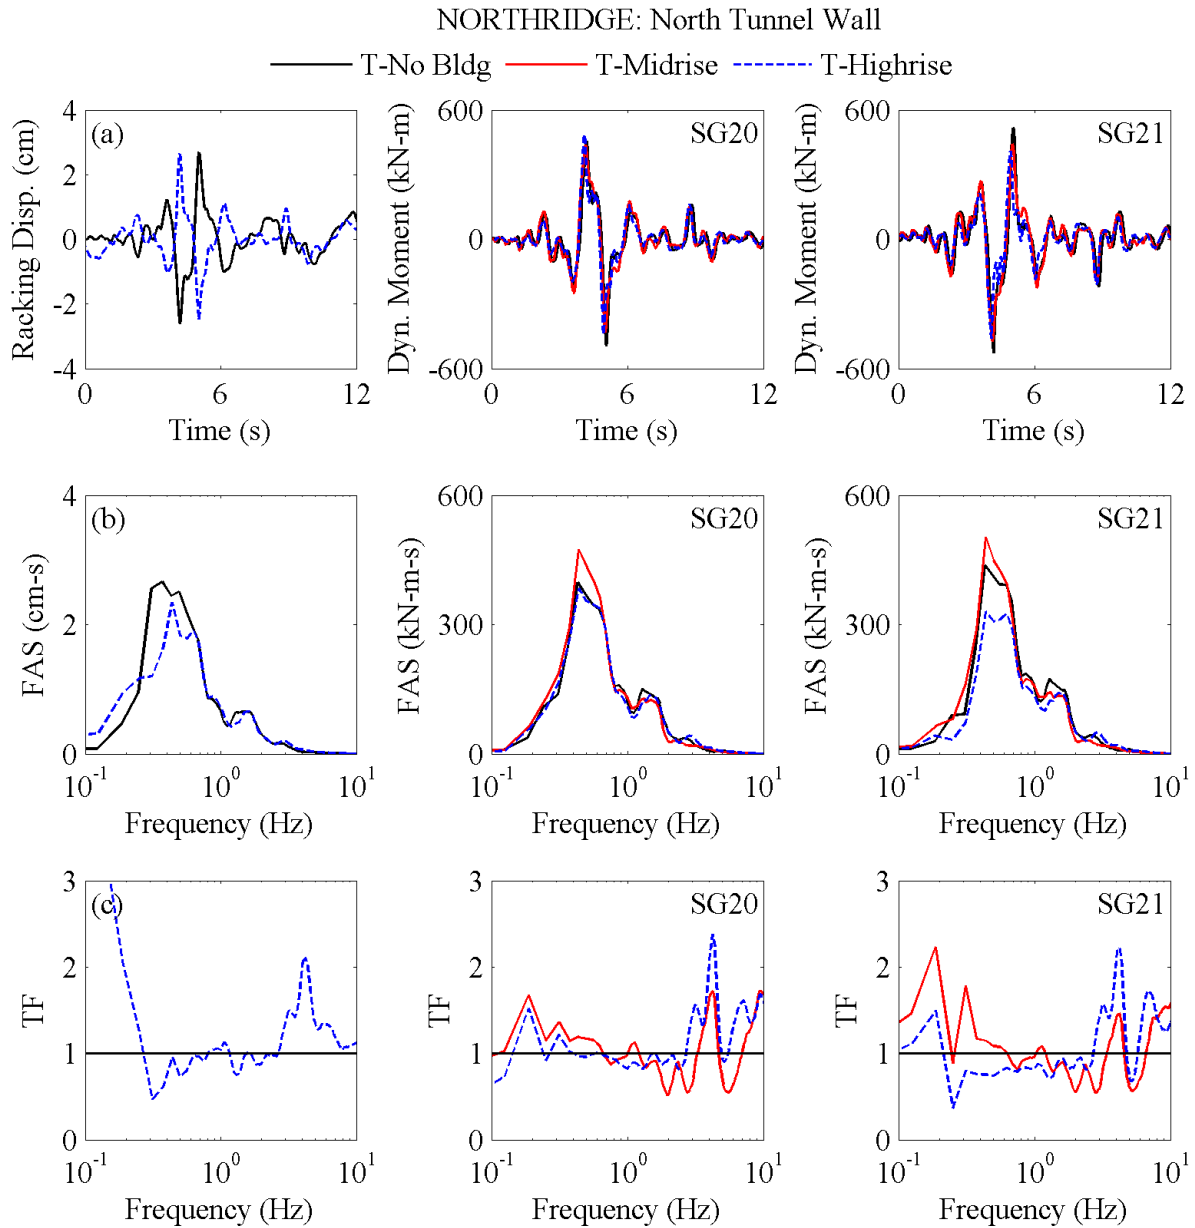 NORTHRIDGE: North Tunnel Wall
T-No Bldg T-Midrise T-Highrise
(a) SG20 SG21
4 600 600
2
0 0 0
-2
-4 -600 -600
0 6 12 0 6 12 0 6 12
Racking Disp. (cm) Dyn. Moment (kN-m) Dyn. Moment (kN-m)
Time (s) Time (s) Time (s)
(b) SG20 SG21
4 600 600
2 300 300
0 0 0
10-1 100 101 10-1 100 101 10-1 100 101
FAS (cm-s) FAS (kN-m-s) FAS (kN-m-s)
Frequency (Hz) Frequency (Hz) Frequency (Hz)
(c) SG20 SG21
3 3 3
2 2 2
1 1 1
0 0 0
10-1 100 101 10-1 100 101 10-1 100 101
TF TF TF
Frequency (Hz) Frequency (Hz) Frequency (Hz)